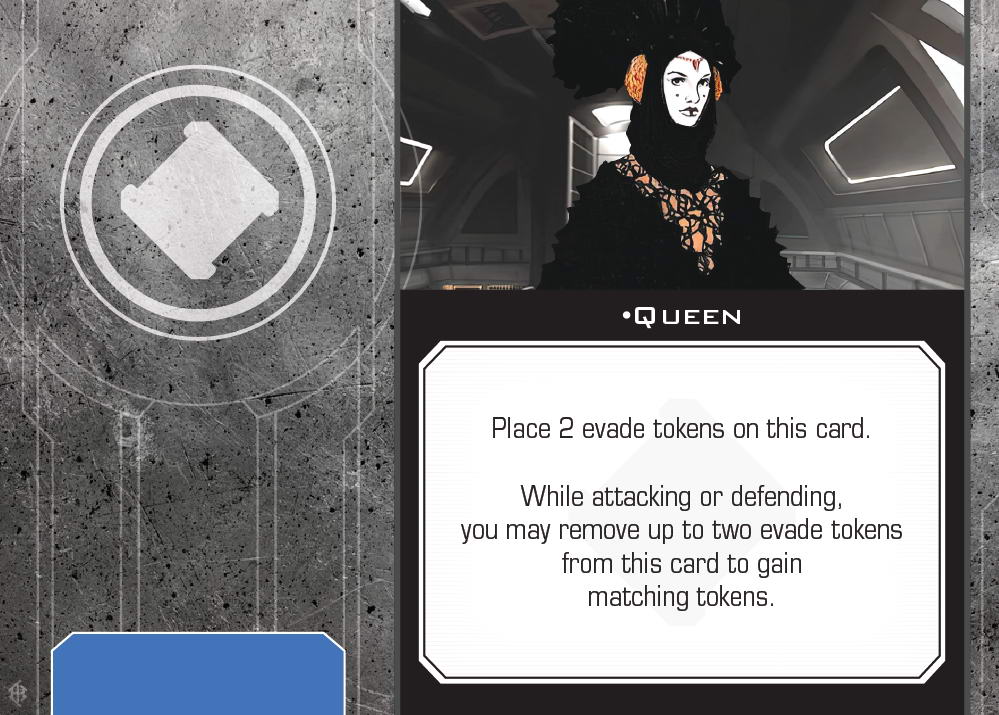 •Queen
Place 2 evade tokens on this card.
While attacking or defending,
you may remove up to two evade tokens
from this card to gain
matching tokens.